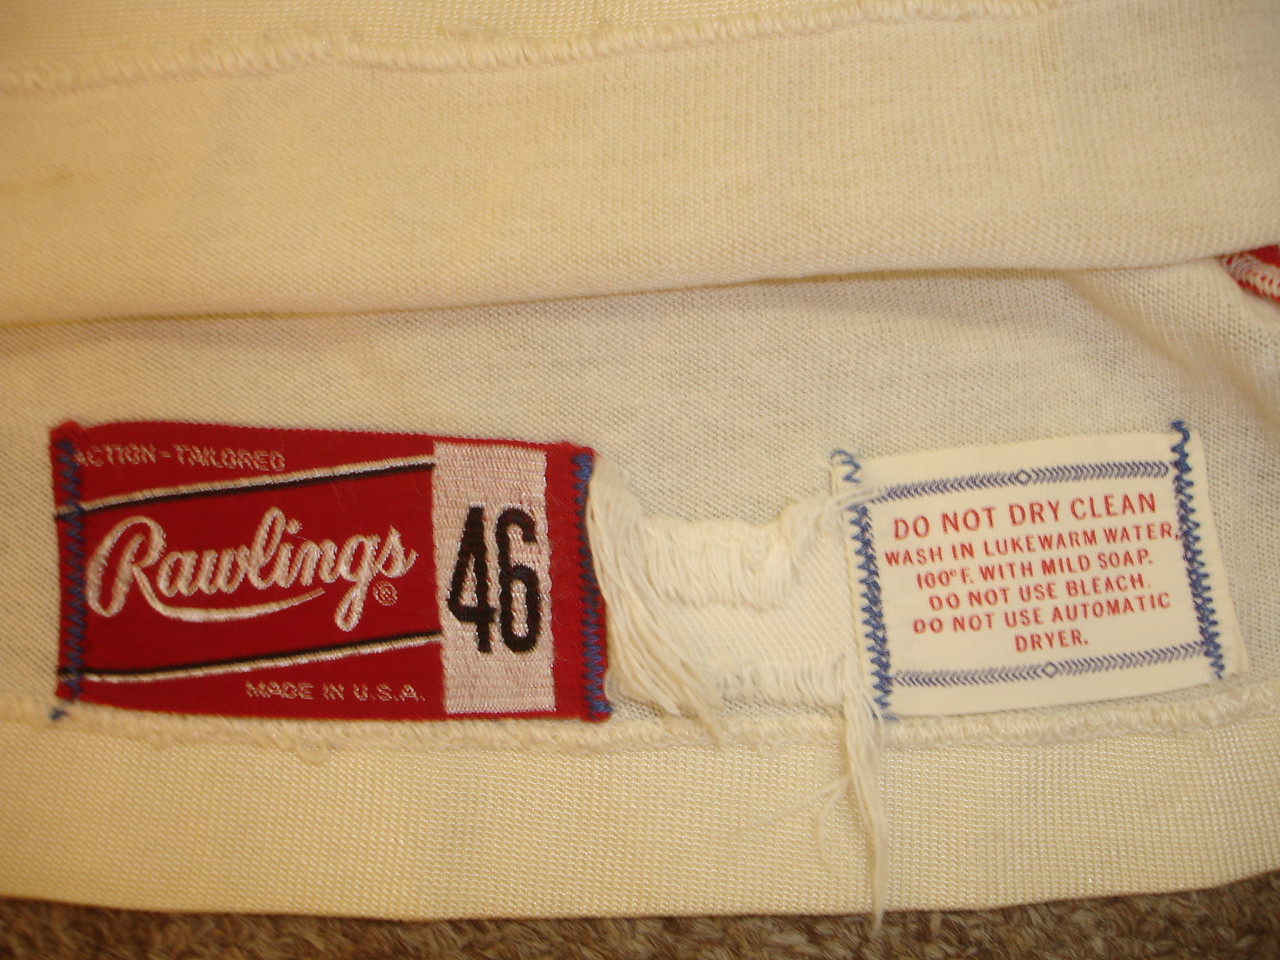 ACTION-TAILORED
Rawlings®
46
MADE IN U.S.A.
DO NOT DRY CLEAN
WASH IN LUKEWARM WATER,
100° F. WITH MILD SOAP.
DO NOT USE BLEACH.
DO NOT USE AUTOMATIC
DRYER.